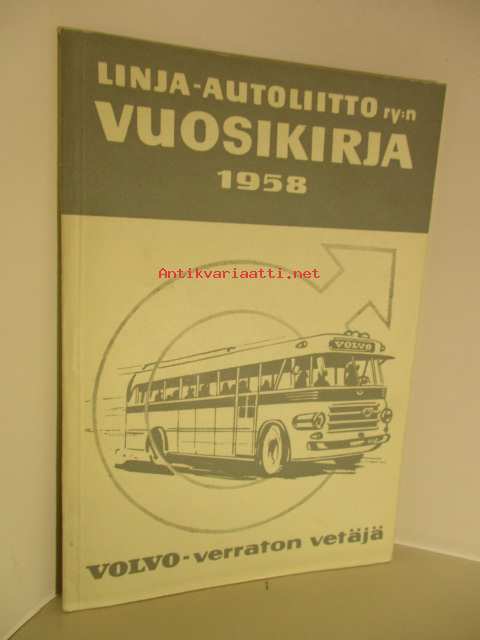 LINJA-AUTOLIITTO ry:n
VUOSIKIRJA
1958
Antikvariaatti.net
VOLVO
VOLVO-verraton vetäjä